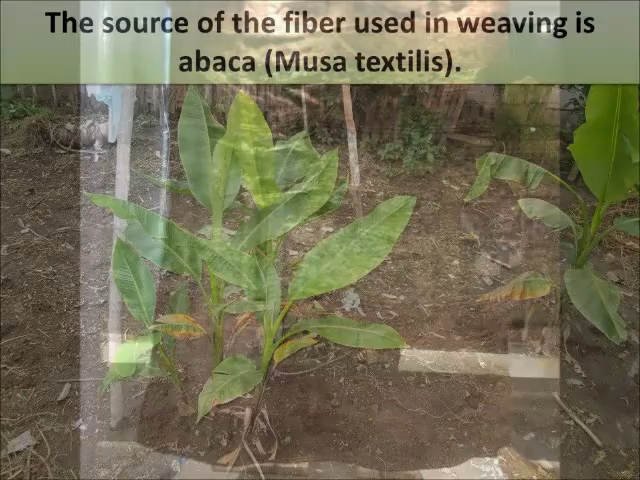 The source of the fiber used in weaving is
abaca (Musa textilis).